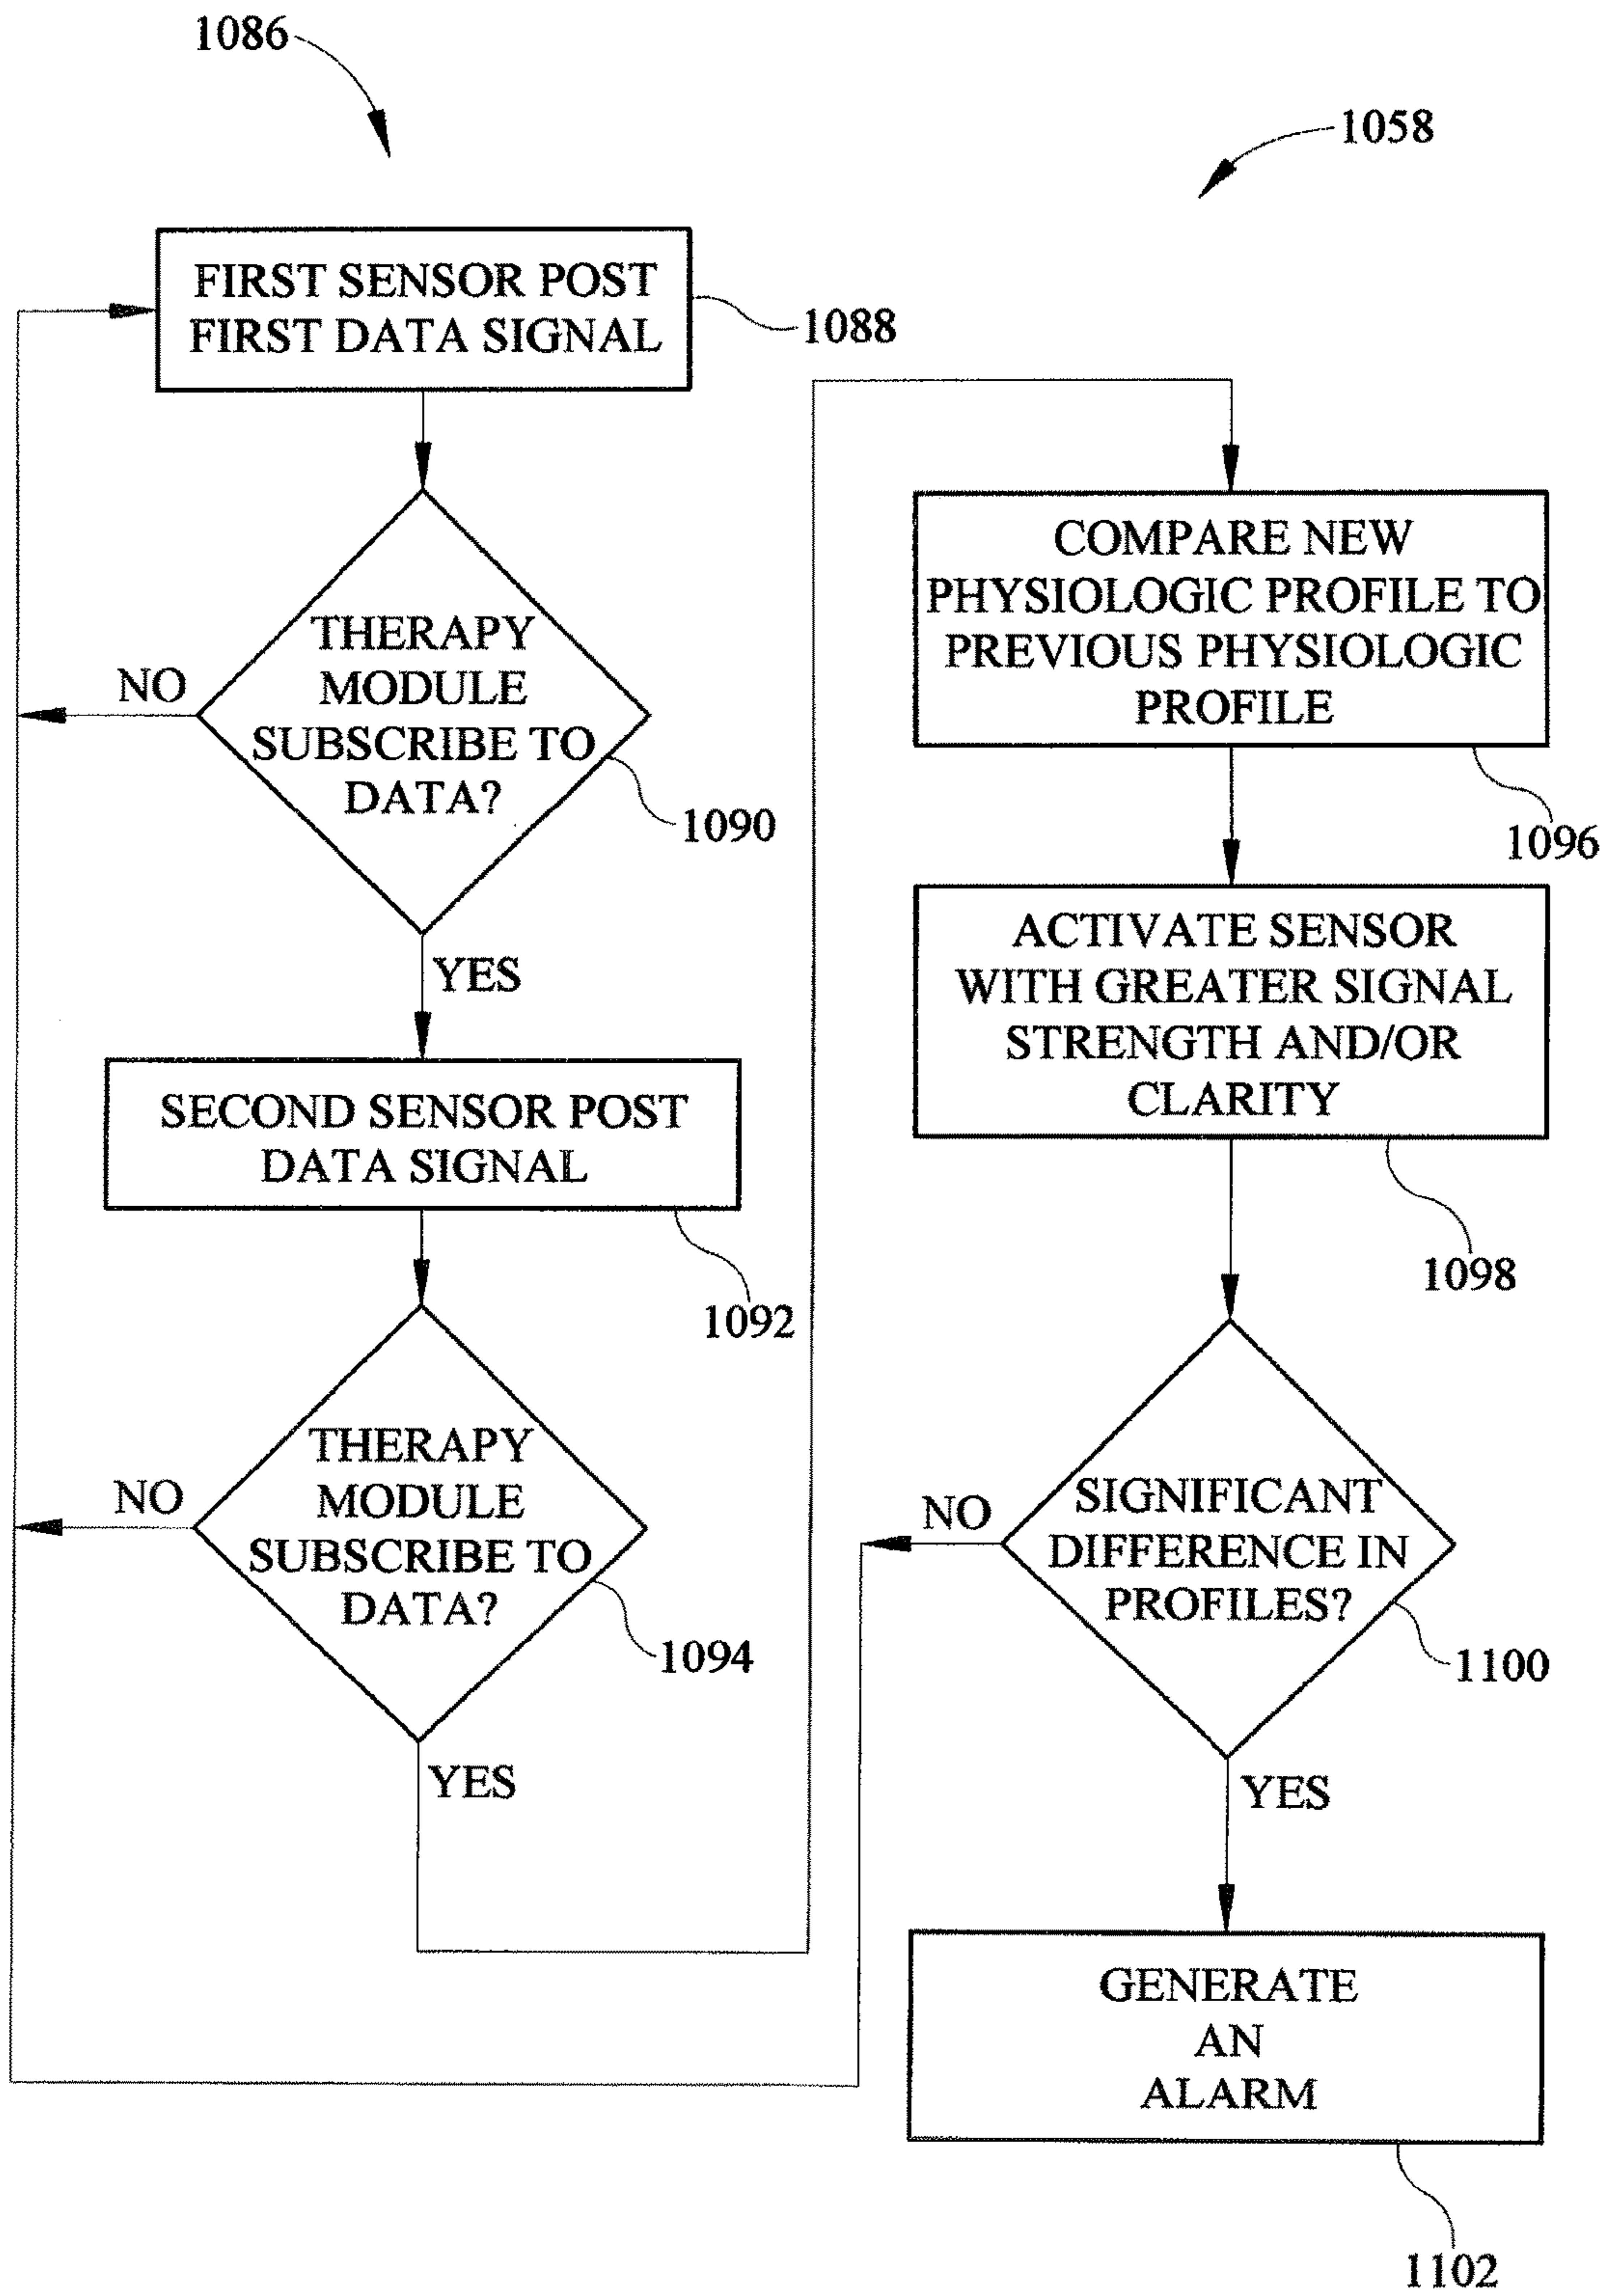 1086
1058
FIRST SENSOR POST
FIRST DATA SIGNAL
1088
THERAPY
MODULE
SUBSCRIBE TO
DATA?
NO
1090
YES
SECOND SENSOR POST
DATA SIGNAL
1092
THERAPY
MODULE
SUBSCRIBE TO
DATA?
NO
1094
YES
COMPARE NEW
PHYSIOLOGIC PROFILE TO
PREVIOUS PHYSIOLOGIC
PROFILE
1096
ACTIVATE SENSOR
WITH GREATER SIGNAL
STRENGTH AND/OR
CLARITY
1098
SIGNIFICANT
DIFFERENCE IN
PROFILES?
NO
1100
YES
GENERATE
AN
ALARM
1102